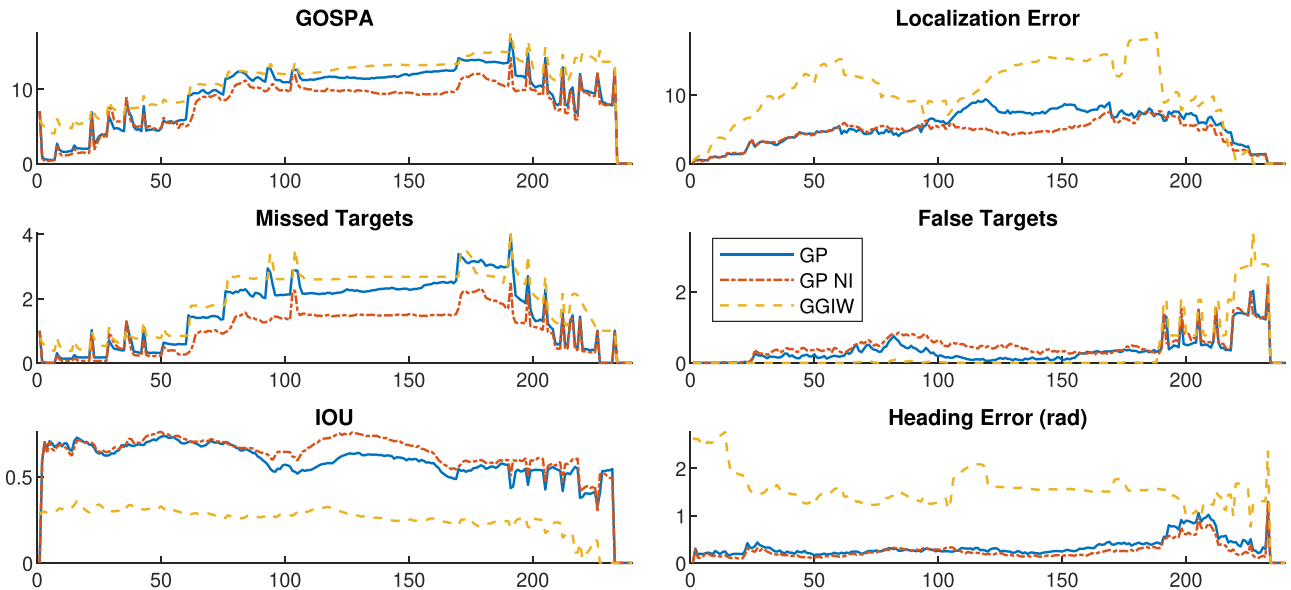 GOSPA
10
0
0 50 100 150 200
Localization Error
10
0
0 50 100 150 200
Missed Targets
4
2
0
0 50 100 150 200
False Targets
2
0
0 50 100 150 200
GP
GP NI
GGIW
IOU
0.5
0
0 50 100 150 200
Heading Error (rad)
2
1
0
0 50 100 150 200